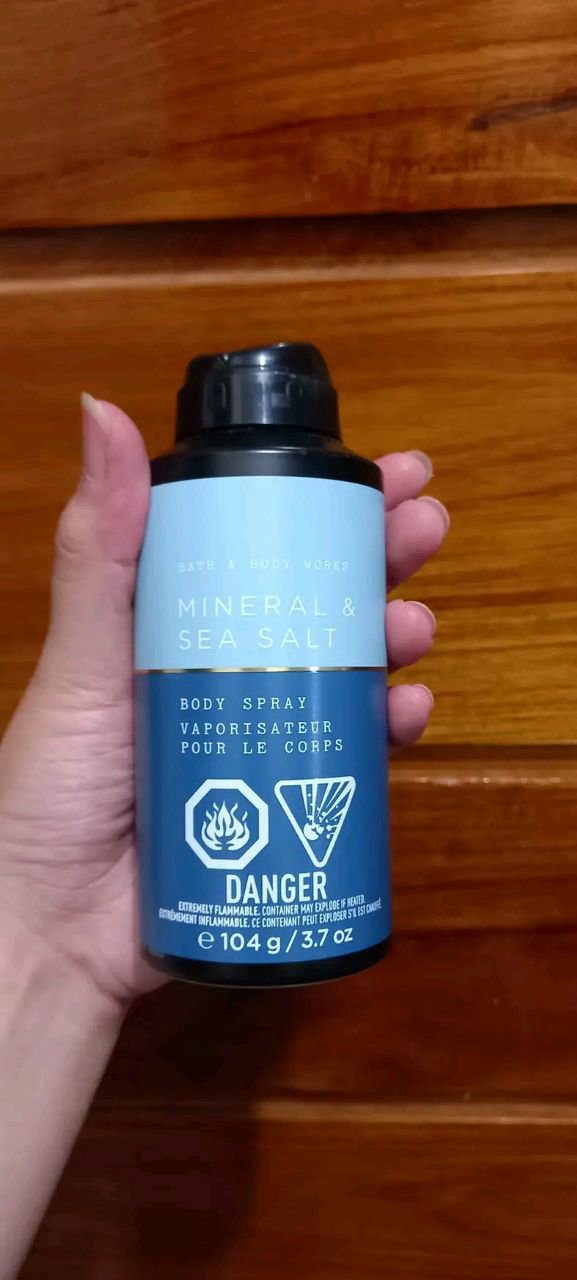 BATH & BODY WORKS
MINERAL &
SEA SALT
BODY SPRAY
VAPORISATEUR
POUR LE CORPS
DANGER
EXTREMELY FLAMMABLE. CONTAINER MAY EXPLODE IF HEATED.
EXTRÊMEMENT INFLAMMABLE. CE CONTENANT PEUT EXPLOSER S'IL EST CHAUFFÉ.
℮ 104 g / 3.7 oz